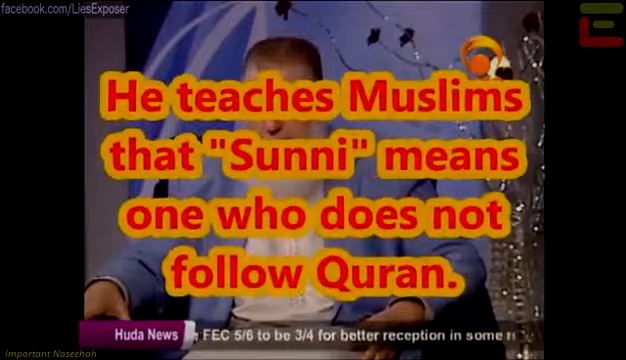 facebook.com/LiesExposer
He teaches Muslims
that "Sunni" means
one who does not
follow Quran.
Huda News FEC 5/6 to be 3/4 for better reception in some
Important Naseehah